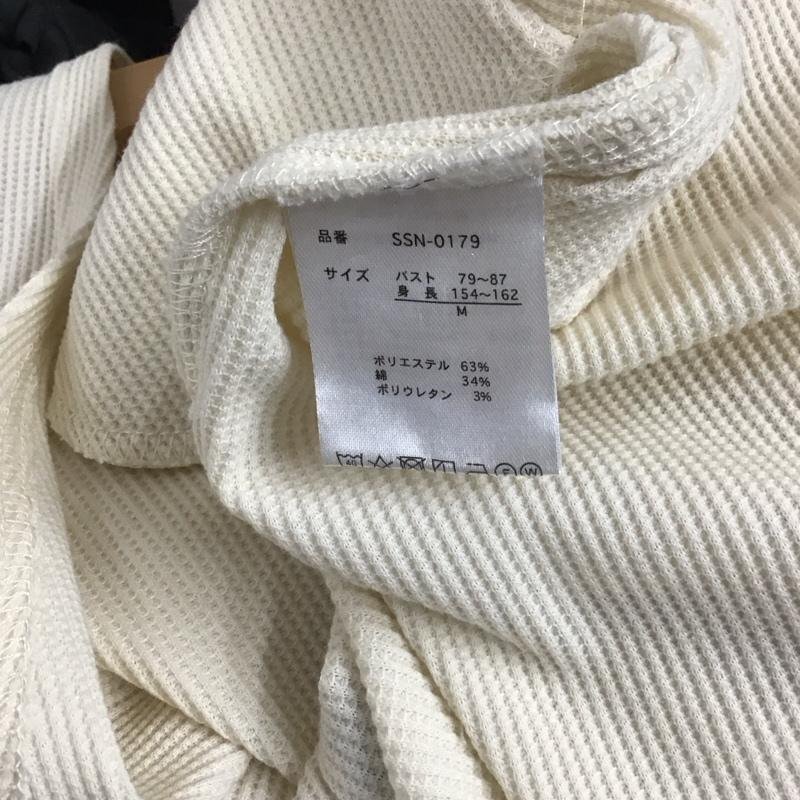 品番 SSN-0179
サイズ バスト 79～87
身長 154～162
M
ポリエステル 63%
綿 34%
ポリウレタン 3%
40
F W